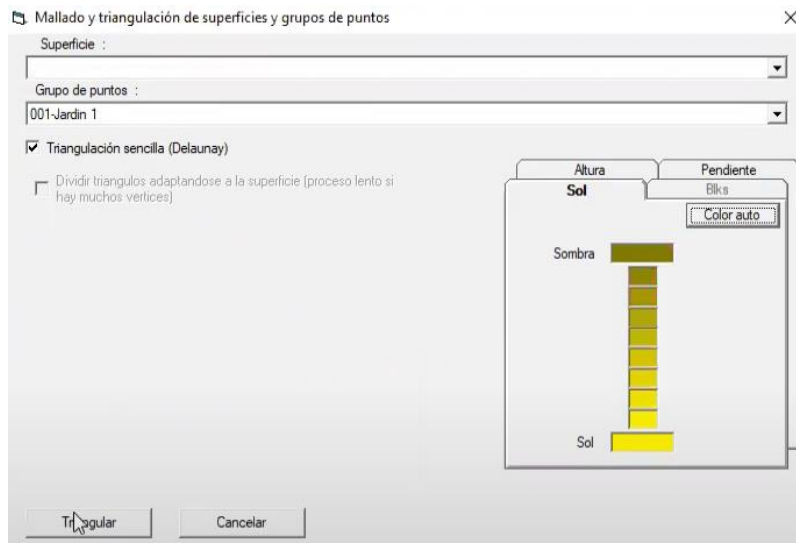 Mallado y triangulación de superficies y grupos de puntos
Superficie :
Grupo de puntos :
001-Jardin 1
Triangulación sencilla (Delaunay)
Dividir triangulos adaptandose a la superficie (proceso lento si
hay muchos vertices)
Altura
Pendiente
Sol
Blks
Color auto
Sombra
Sol
Triangular
Cancelar